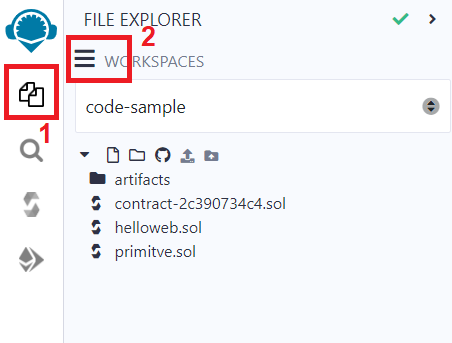 FILE EXPLORER
2
WORKSPACES
code-sample
1
artifacts
contract-2c390734c4.sol
helloweb.sol
primitve.sol